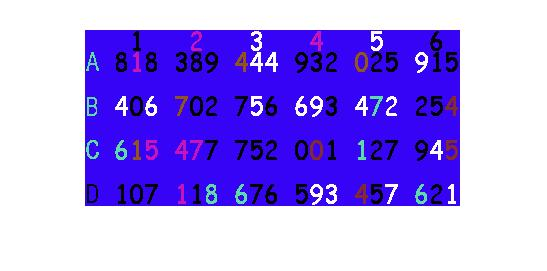 1 2 3 4 5 6
A 818 389 444 932 025 915
B 406 702 756 693 472 254
C 615 477 752 001 127 945
D 107 118 676 593 457 621